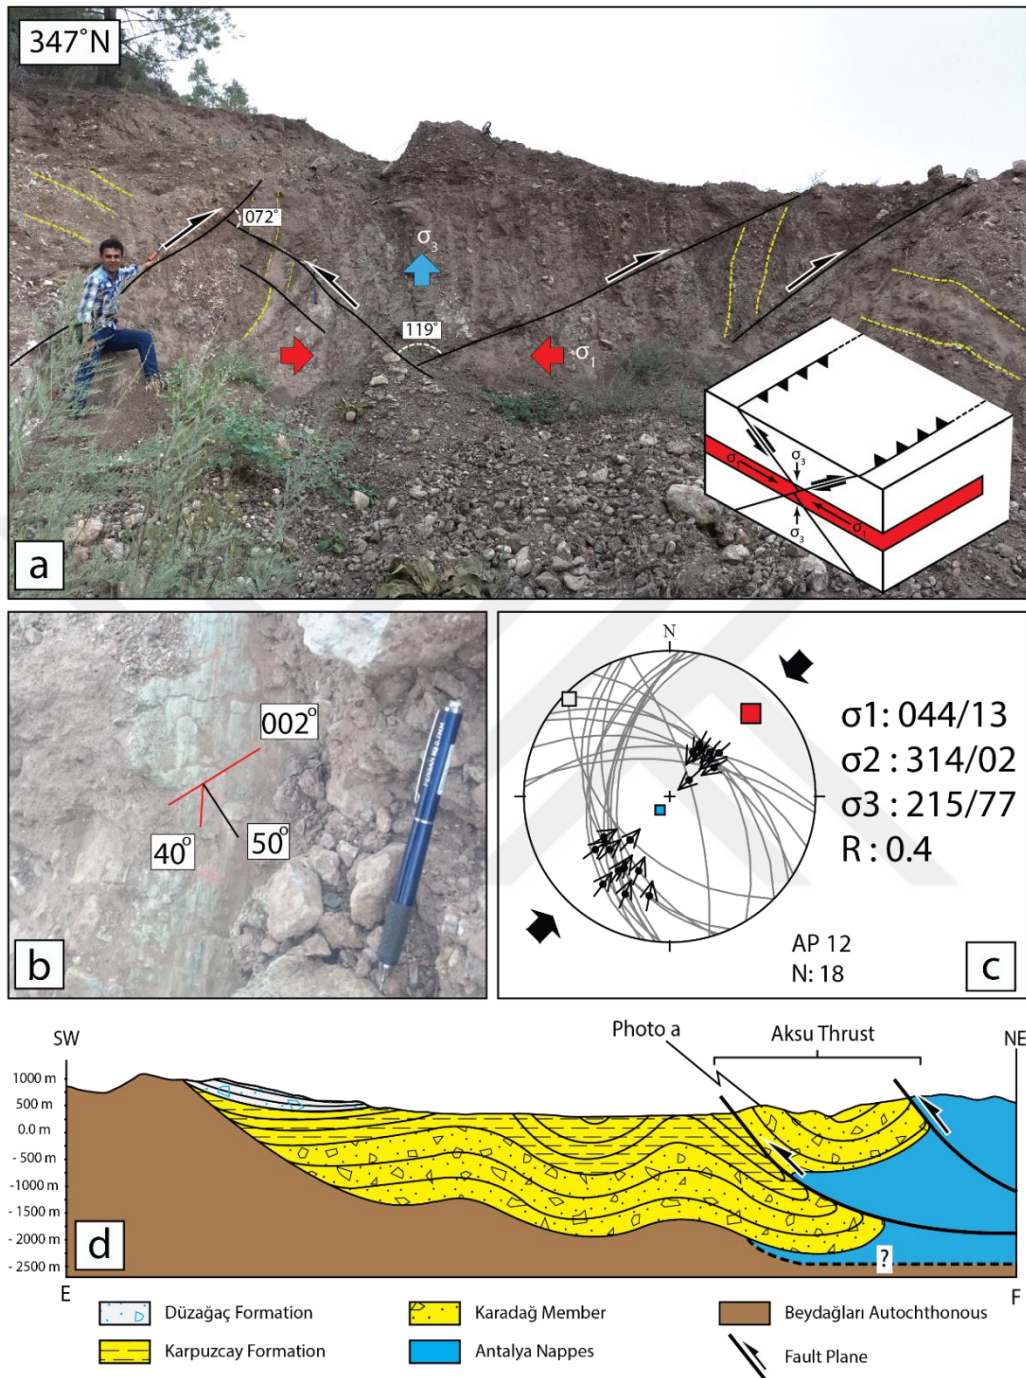 347°N
072°
σ3
119°
σ1
σ3
σ1
σ1
σ3
a
002°
40°
50°
PENSAN
b
N
σ1: 044/13
σ2 : 314/02
σ3: 215/77
R : 0.4
AP 12
N: 18
c
Photo a
Aksu Thrust
SW
NE
1000 m
500 m
0.0 m
- 500 m
-1000 m
- 1500 m
- 2000 m
- 2500 m
d
?
E
F
Düzağaç Formation
Karadağ Member
Beydağları Autochthonous
Karpuzcay Formation
Antalya Nappes
Fault Plane